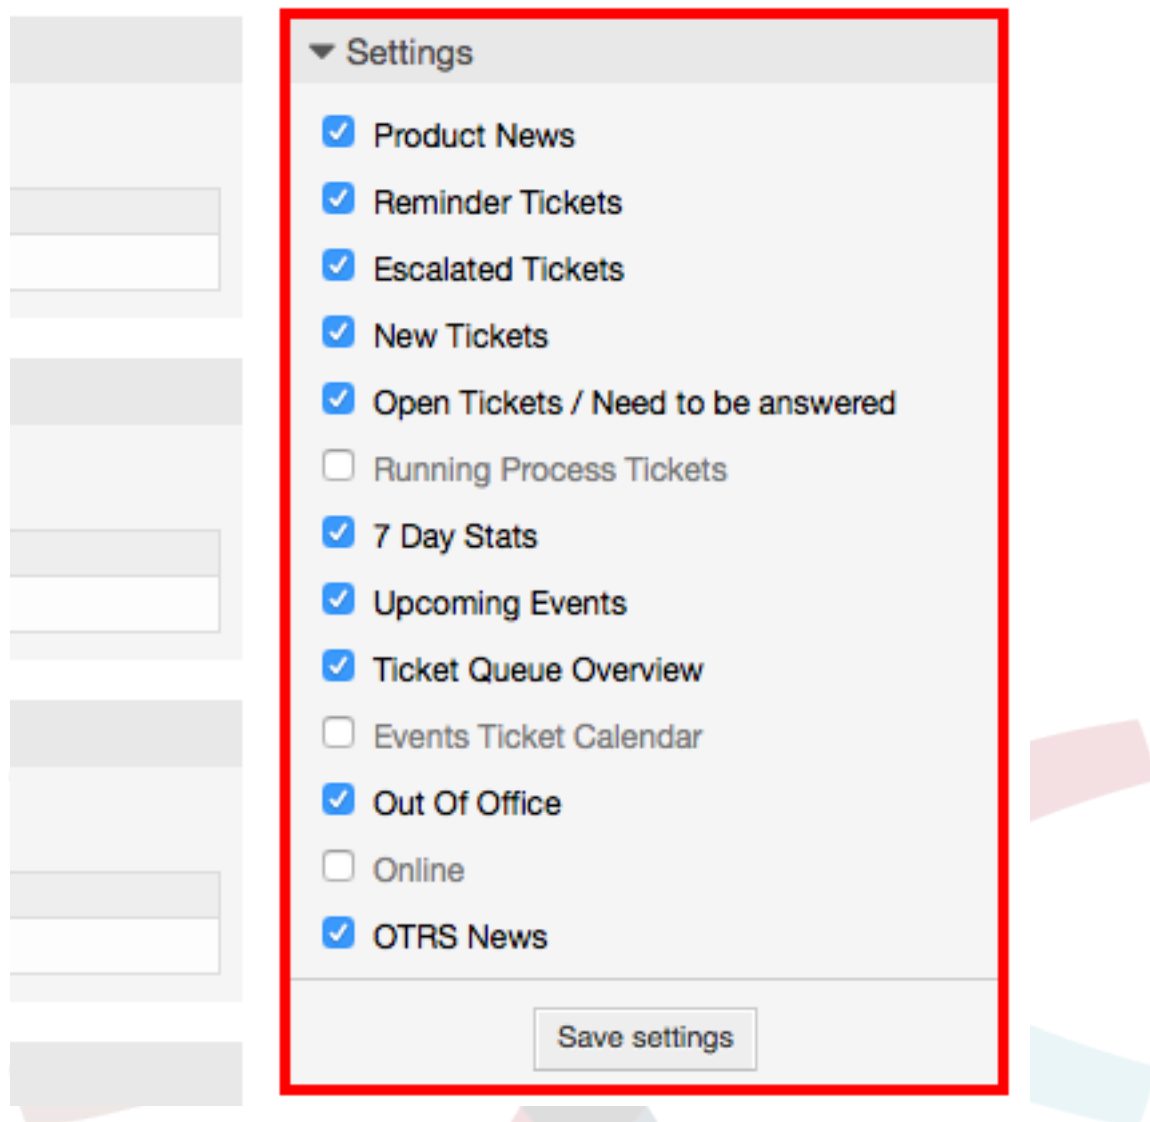 Settings
Product News
Reminder Tickets
Escalated Tickets
New Tickets
Open Tickets / Need to be answered
Running Process Tickets
7 Day Stats
Upcoming Events
Ticket Queue Overview
Events Ticket Calendar
Out Of Office
Online
OTRS News
Save settings